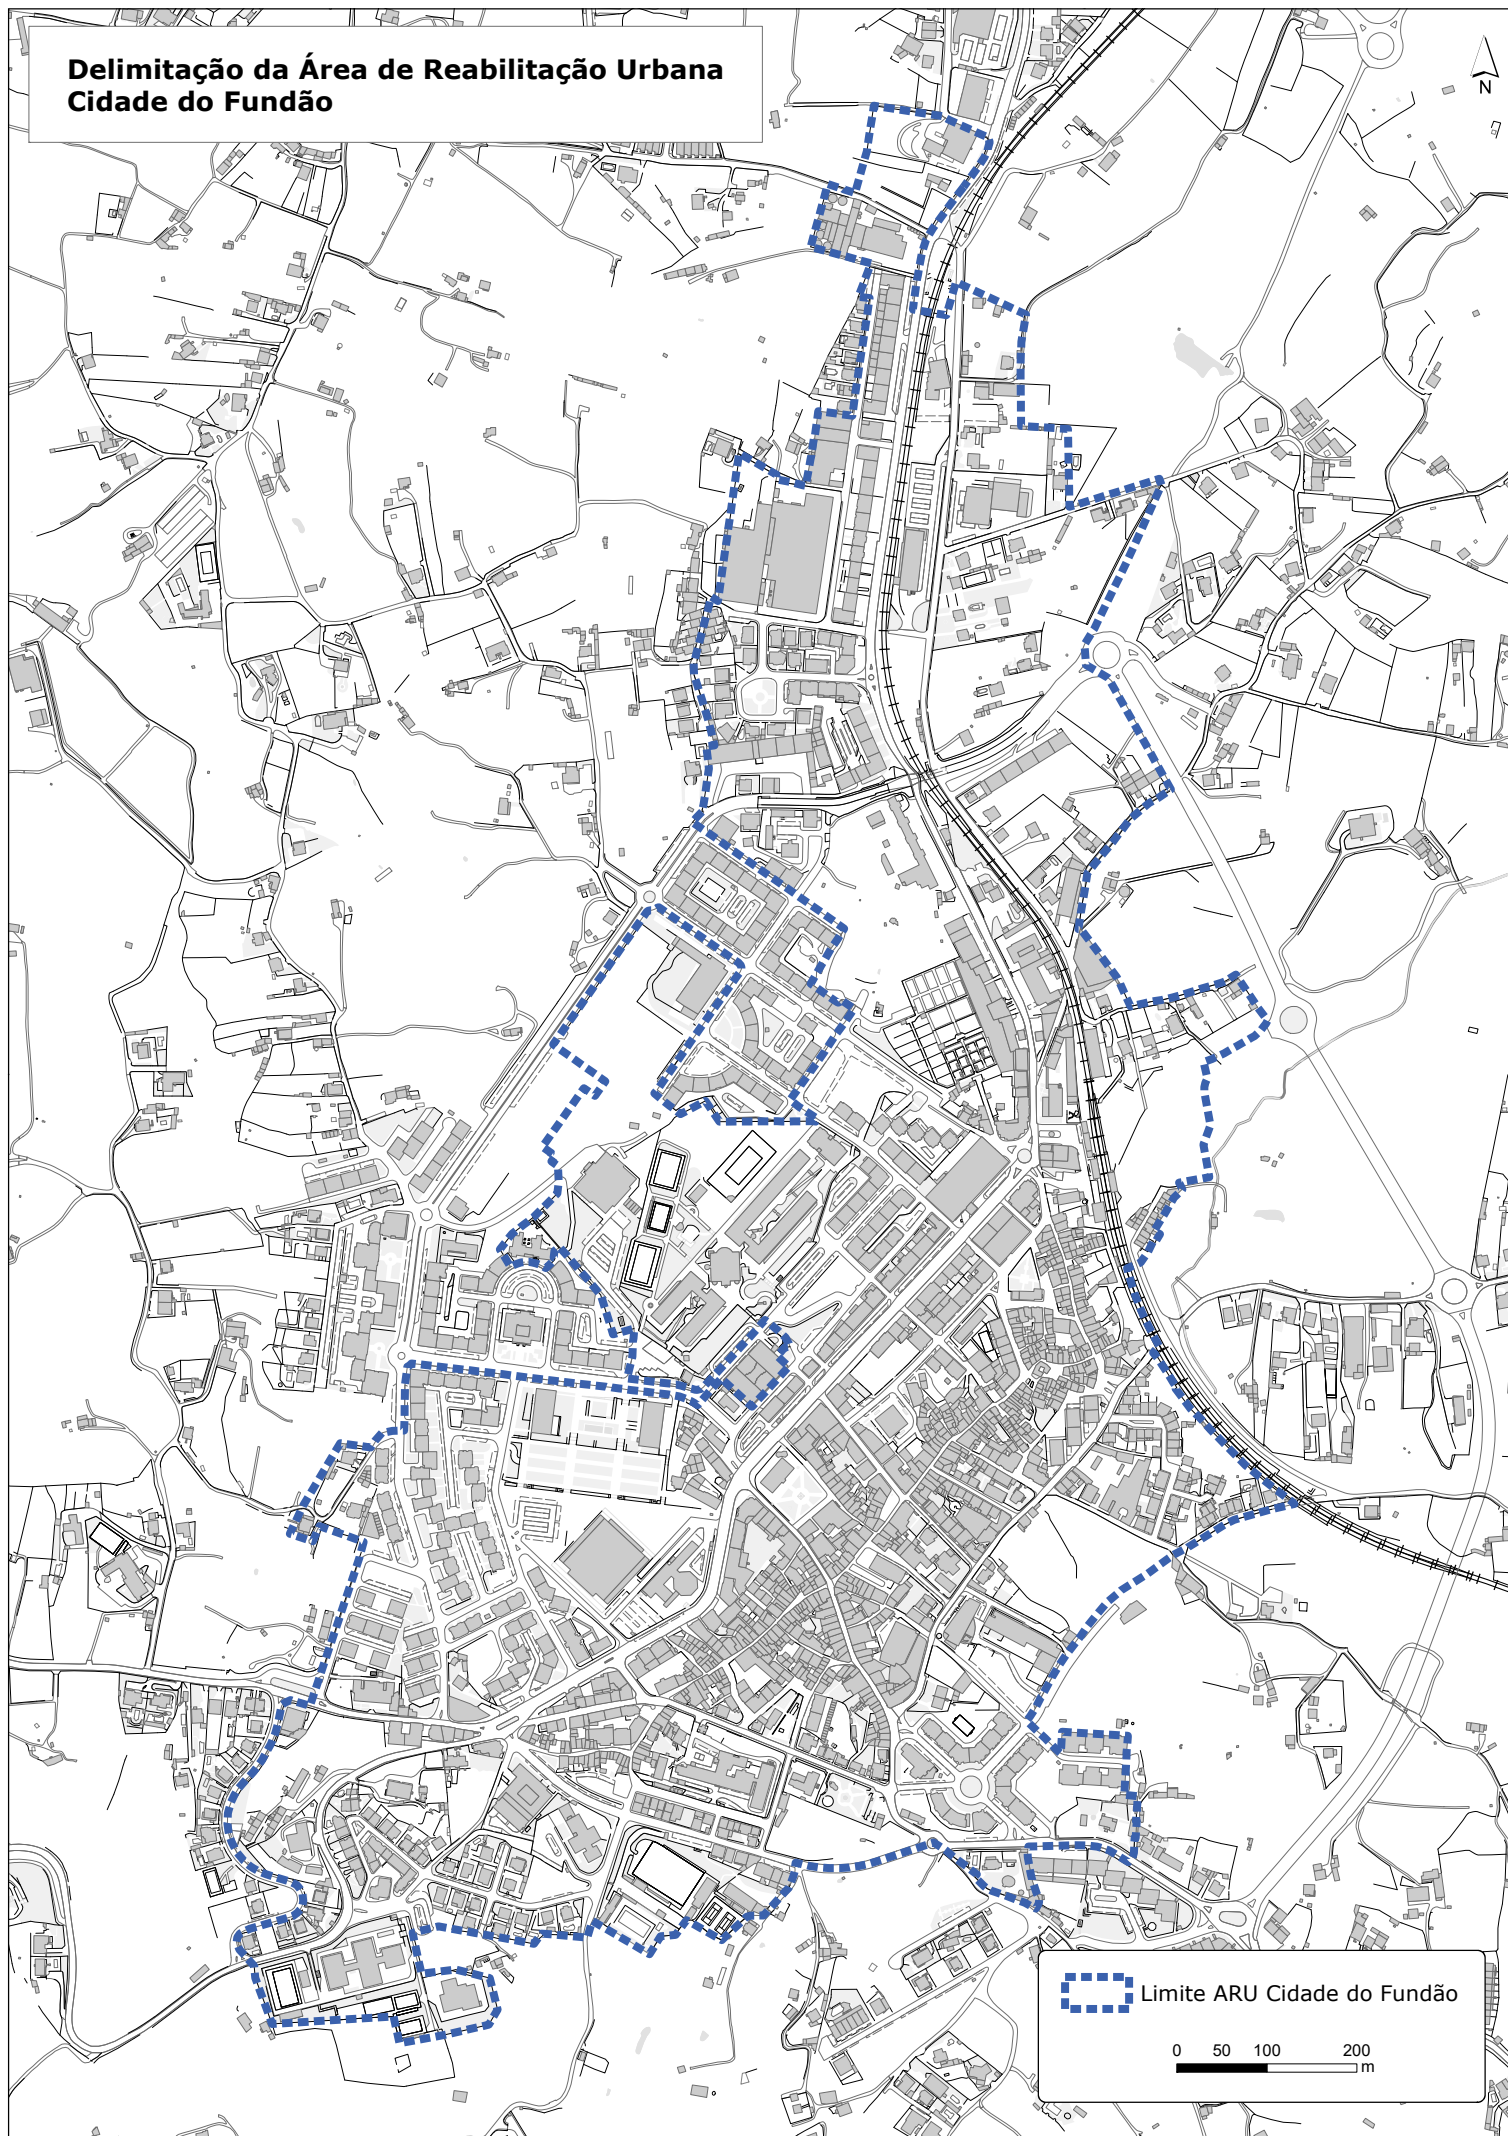 Delimitação da Área de Reabilitação Urbana
Cidade do Fundão
N
Limite ARU Cidade do Fundão
0 50 100 200
m